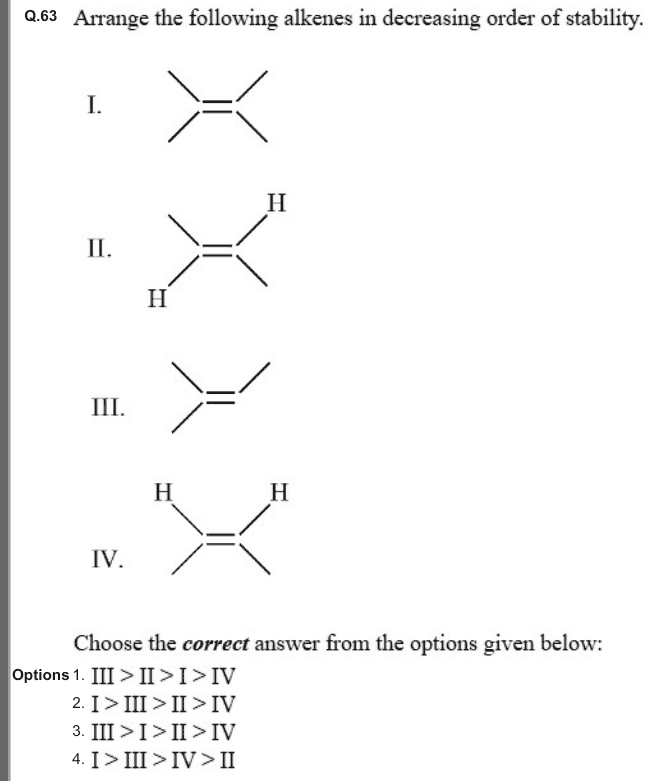 Q.63 Arrange the following alkenes in decreasing order of stability.
I.
H
II.
H
III.
H H
IV.
Choose the correct answer from the options given below:
Options 1. III > II > I > IV
2. I > III > II > IV
3. III > I > II > IV
4. I > III > IV > II